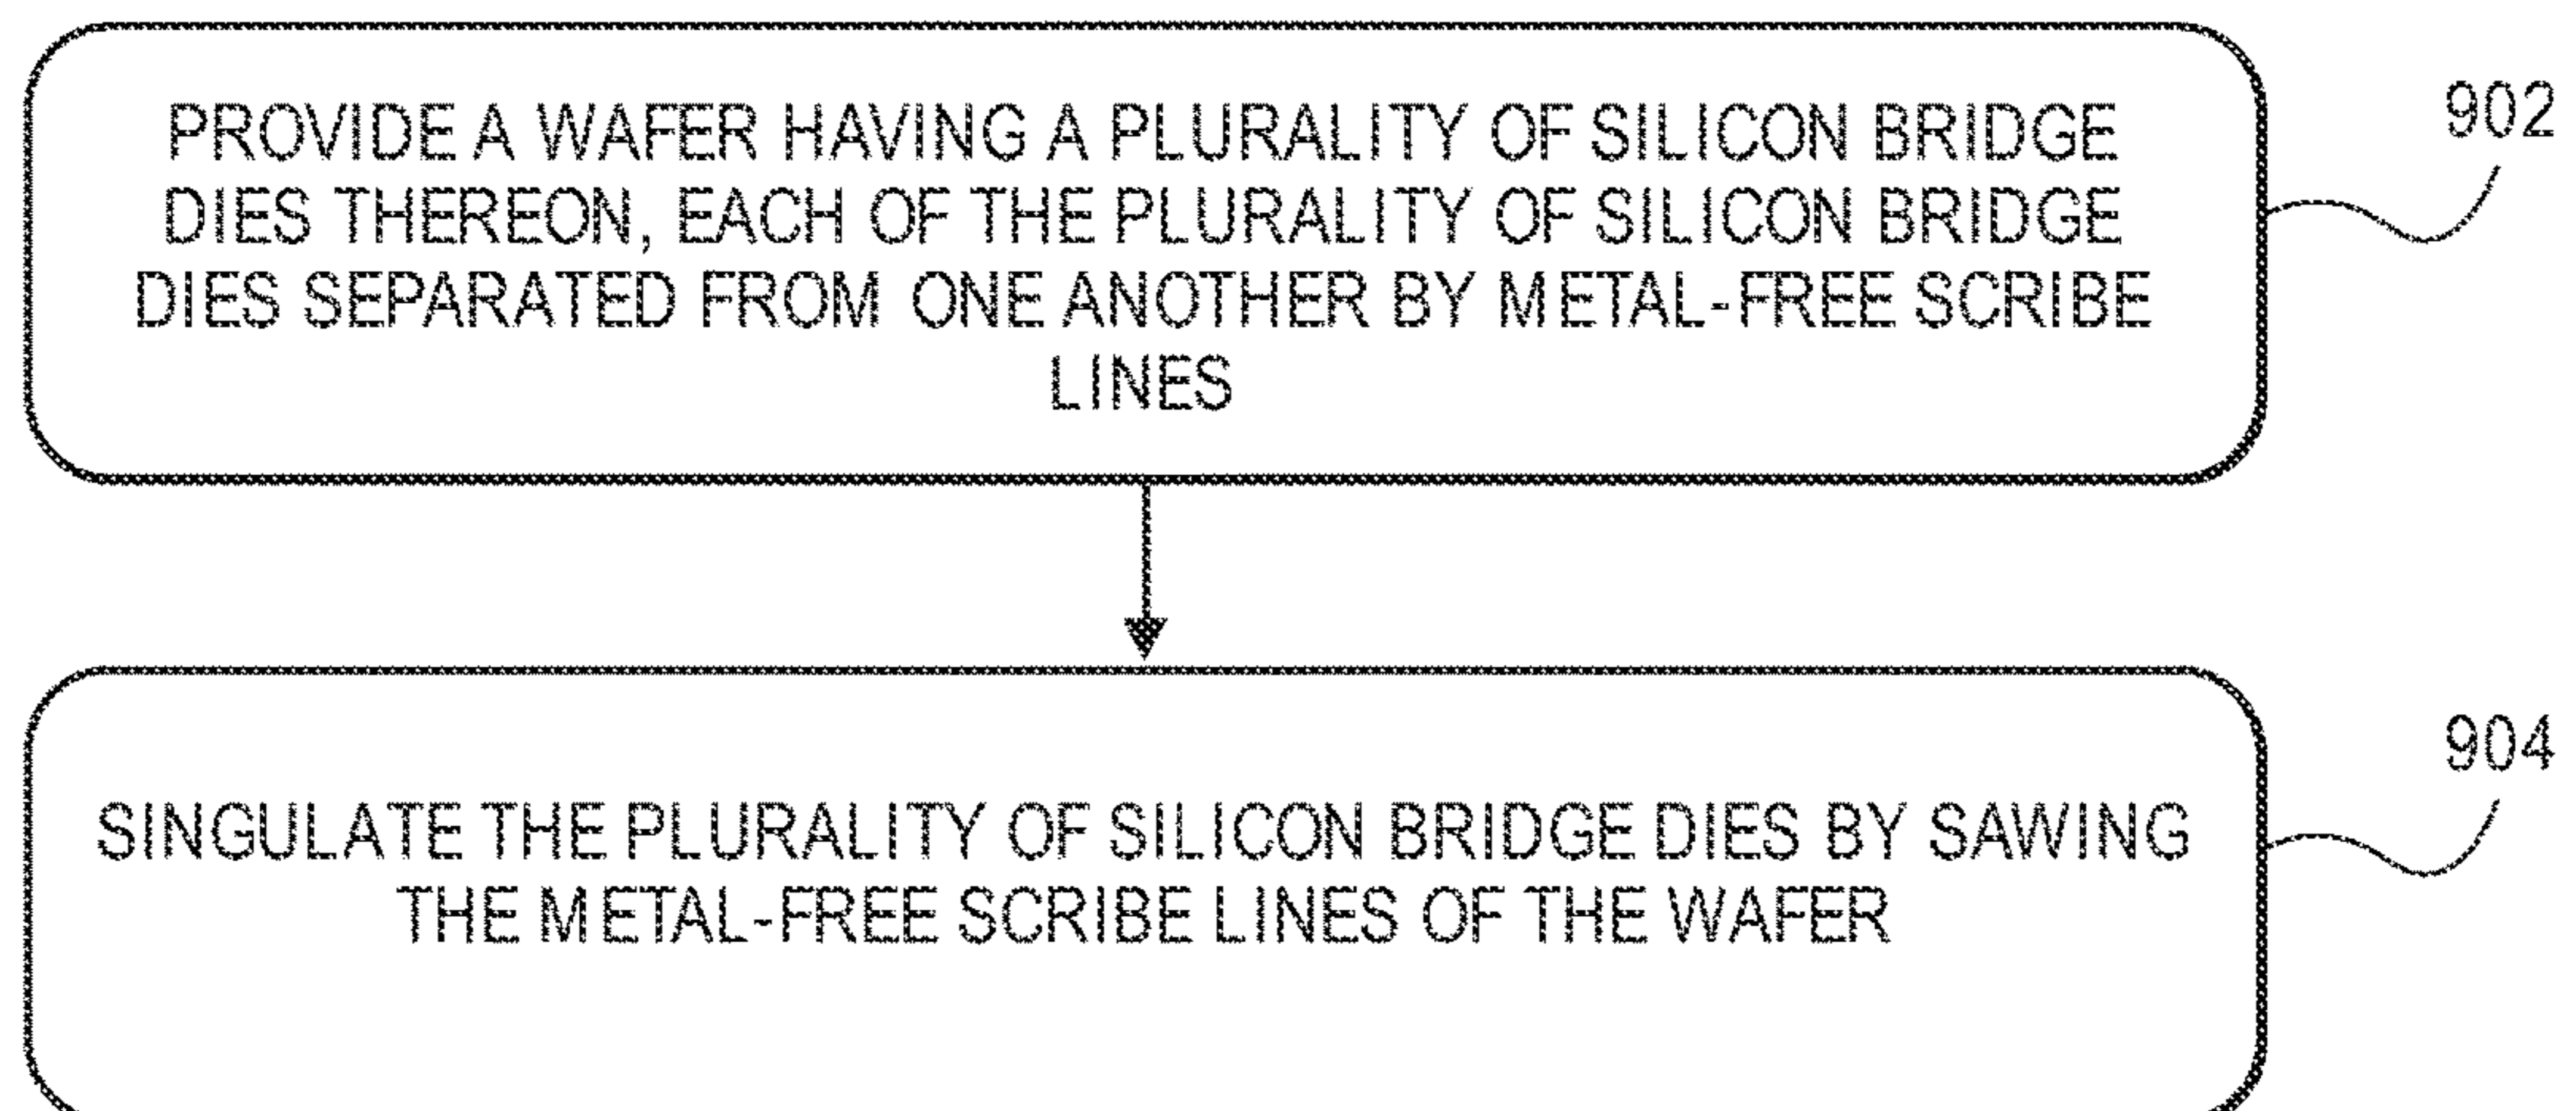 PROVIDE A WAFER HAVING A PLURALITY OF SILICON BRIDGE
DIES THEREON, EACH OF THE PLURALITY OF SILICON BRIDGE
DIES SEPARATED FROM ONE ANOTHER BY METAL-FREE SCRIBE
LINES
902
SINGULATE THE PLURALITY OF SILICON BRIDGE DIES BY SAWING
THE METAL-FREE SCRIBE LINES OF THE WAFER
904